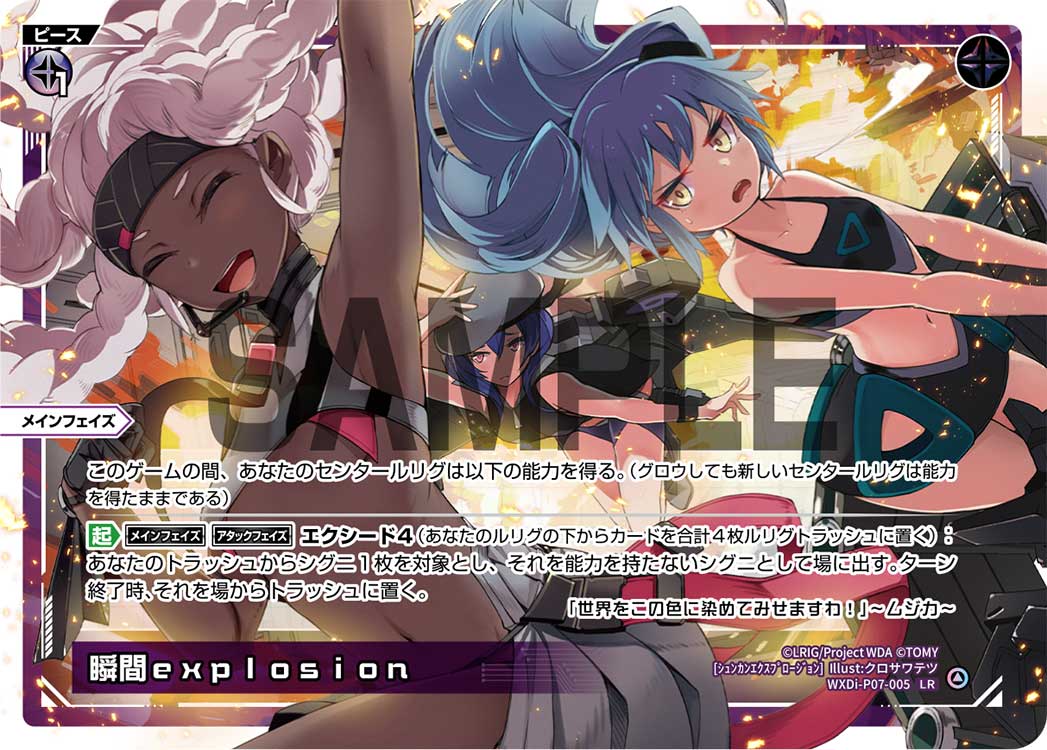 ピース
1
SAMPLE
メインフェイズ
このゲームの間、あなたのセンタールリグは以下の能力を得る。（グロウしても新しいセンタールリグは能力
を得たままである）
起 メインフェイズ アタックフェイズ エクシード4（あなたのルリグの下からカードを合計4枚ルリグトラッシュに置く）：
あなたのトラッシュからシグニ1枚を対象とし、それを能力を持たないシグニとして場に出す。ターン
終了時、それを場からトラッシュに置く。
「世界をこの色に染めてみせますわ！」～ムジカ～
瞬間explosion
©LRIG/Project WDA ©TOMY
[シュンカンエクスプロージョン] Illust:クロサワテツ
WXDi-P07-005 LR